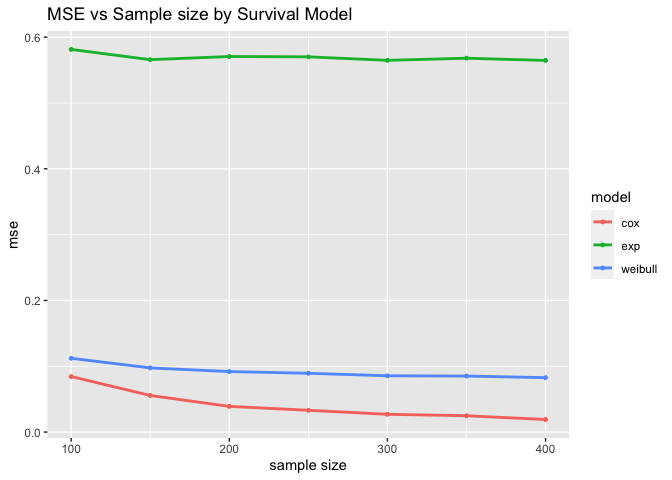 MSE vs Sample size by Survival Model
0.6
0.4
0.2
0.0
mse
100
200
300
400
sample size
model
cox
exp
weibull